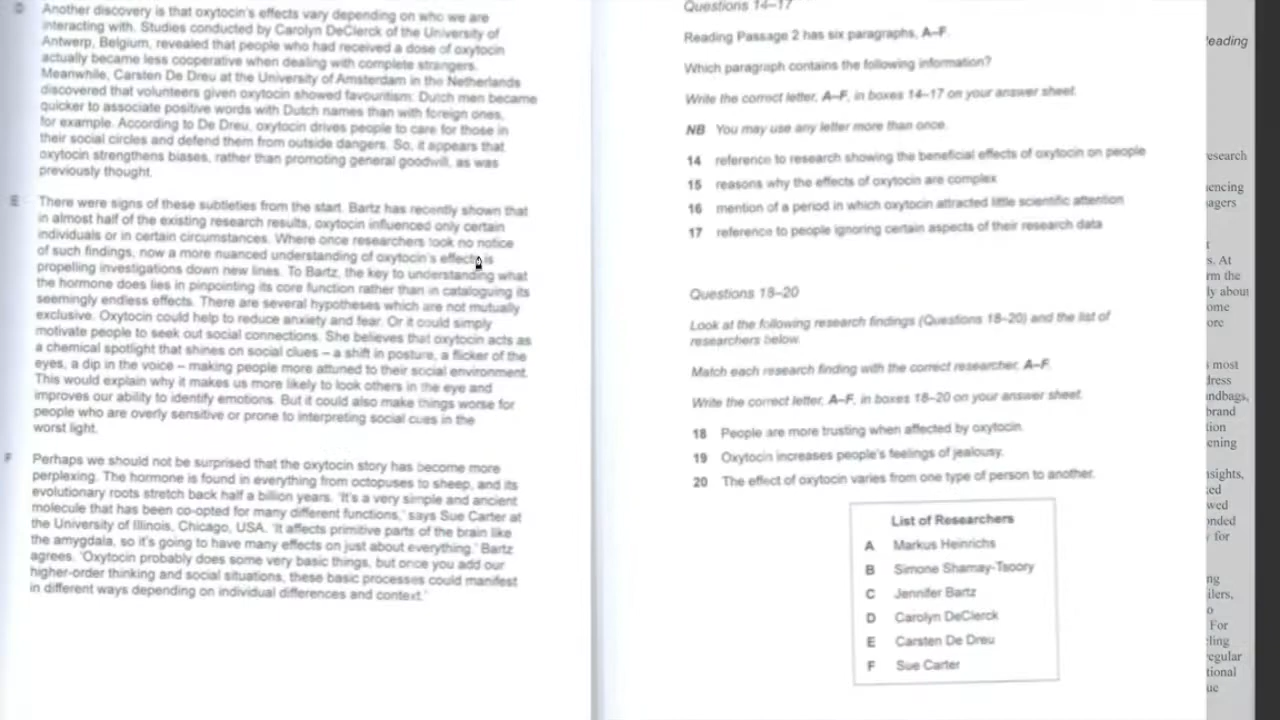 D Another discovery is that oxytocin's effects vary depending on who we are
interacting with. Studies conducted by Carolyn DeClerck of the University of
Antwerp, Belgium, revealed that people who had received a dose of oxytocin
actually became less cooperative when dealing with complete strangers.
Meanwhile, Carsten De Dreu at the University of Amsterdam in the Netherlands
discovered that volunteers given oxytocin showed favouritism: Dutch men became
quicker to associate positive words with Dutch names than with foreign ones,
for example. According to De Dreu, oxytocin drives people to care for those in
their social circles and defend them from outside dangers. So, it appears that
oxytocin strengthens biases, rather than promoting general goodwill, as was
previously thought.
E There were signs of these subtleties from the start. Bartz has recently shown that
in almost half of the existing research results, oxytocin influenced only certain
individuals or in certain circumstances. Where once researchers took no notice
of such findings, now a more nuanced understanding of oxytocin's effects is
propelling investigations down new lines. To Bartz, the key to understanding what
the hormone does lies in pinpointing its core function rather than in cataloguing its
seemingly endless effects. There are several hypotheses which are not mutually
exclusive. Oxytocin could help to reduce anxiety and fear. Or it could simply
motivate people to seek out social connections. She believes that oxytocin acts as
a chemical spotlight that shines on social clues – a shift in posture, a flicker of the
eyes, a dip in the voice – making people more attuned to their social environment.
This would explain why it makes us more likely to look others in the eye and
improves our ability to identify emotions. But it could also make things worse for
people who are overly sensitive or prone to interpreting social cues in the
worst light.
F Perhaps we should not be surprised that the oxytocin story has become more
perplexing. The hormone is found in everything from octopuses to sheep, and its
evolutionary roots stretch back half a billion years. 'It's a very simple and ancient
molecule that has been co-opted for many different functions,' says Sue Carter at
the University of Illinois, Chicago, USA. 'It affects primitive parts of the brain like
the amygdala, so it's going to have many effects on just about everything.' Bartz
agrees. 'Oxytocin probably does some very basic things, but once you add our
higher-order thinking and social situations, these basic processes could manifest
in different ways depending on individual differences and context.'
Questions 14–17
Reading Passage 2 has six paragraphs, A–F.
Which paragraph contains the following information?
Write the correct letter, A–F, in boxes 14–17 on your answer sheet.
NB You may use any letter more than once.
14 reference to research showing the beneficial effects of oxytocin on people
15 reasons why the effects of oxytocin are complex
16 mention of a period in which oxytocin attracted little scientific attention
17 reference to people ignoring certain aspects of their research data
Questions 18–20
Look at the following research findings (Questions 18–20) and the list of
researchers below.
Match each research finding with the correct researcher, A–F.
Write the correct letter, A–F, in boxes 18–20 on your answer sheet.
18 People are more trusting when affected by oxytocin.
19 Oxytocin increases people's feelings of jealousy.
20 The effect of oxytocin varies from one type of person to another.
List of Researchers
A Markus Heinrichs
B Simone Shamay-Tsoory
C Jennifer Bartz
D Carolyn DeClerck
E Carsten De Dreu
F Sue Carter